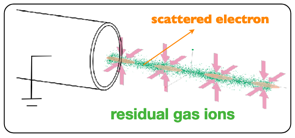 scattered electron
residual gas ions